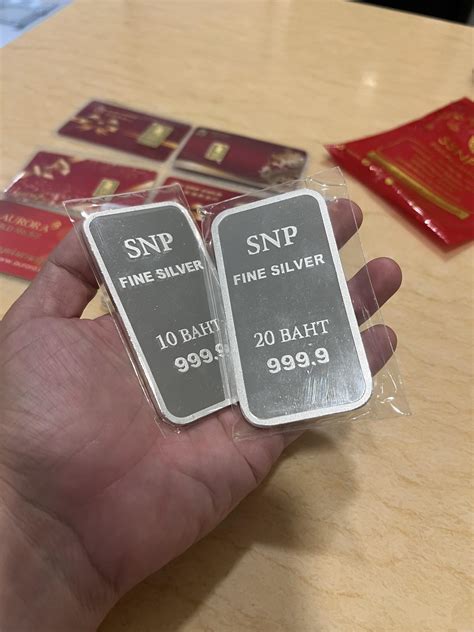 SNP
FINE SILVER
10 BAHT
999.9
SNP
FINE SILVER
20 BAHT
999.9
AURORA